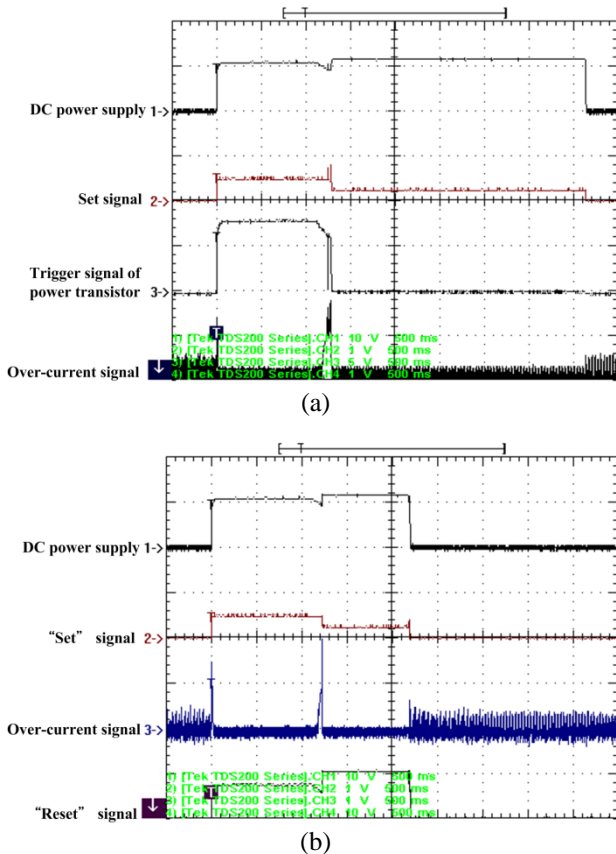 DC power supply 1->
Set signal 2->
Trigger signal of
power transistor 3->
T
1) [Tek TDS200 Series].CH1 10 V 500 ms
2) [Tek TDS200 Series].CH2 1 V 500 ms
3) [Tek TDS200 Series].CH3 5 V 500 ms
4) [Tek TDS200 Series].CH4 1 V 500 ms
Over-current signal
(a)
DC power supply 1->
“Set” signal 2->
Over-current signal 3->
1) [Tek TDS200 Series].CH1 10 V 500 ms
2) [Tek TDS200 Series].CH2 1 V 500 ms
3) [Tek TDS200 Series].CH3 1 V 500 ms
4) [Tek TDS200 Series].CH4 10 V 500 ms
T
“Reset” signal
(b)